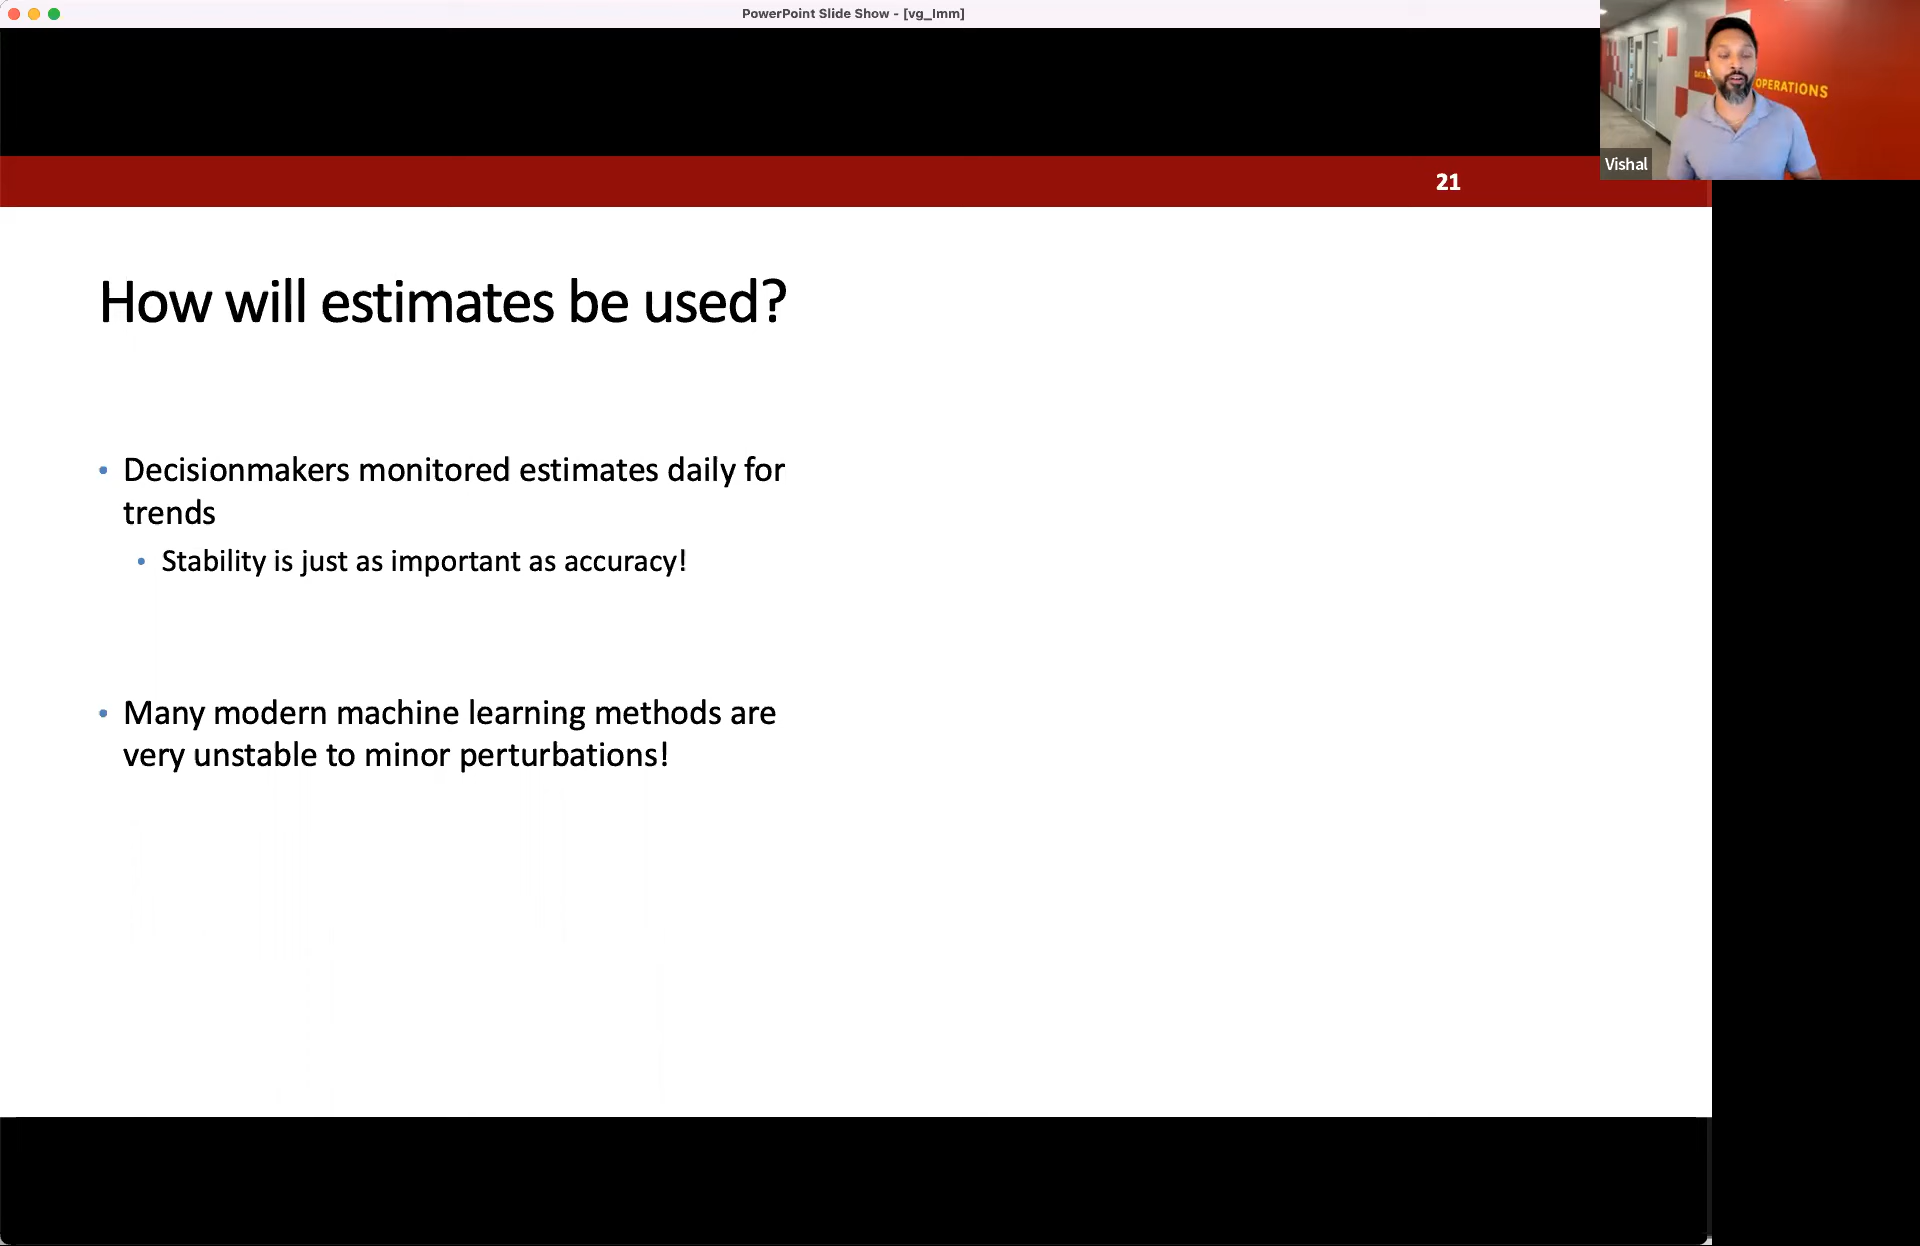 PowerPoint Slide Show - [vg_lmm]
DATA
OPERATIONS
Vishal
21
How will estimates be used?
• Decisionmakers monitored estimates daily for
trends
• Stability is just as important as accuracy!
• Many modern machine learning methods are
very unstable to minor perturbations!